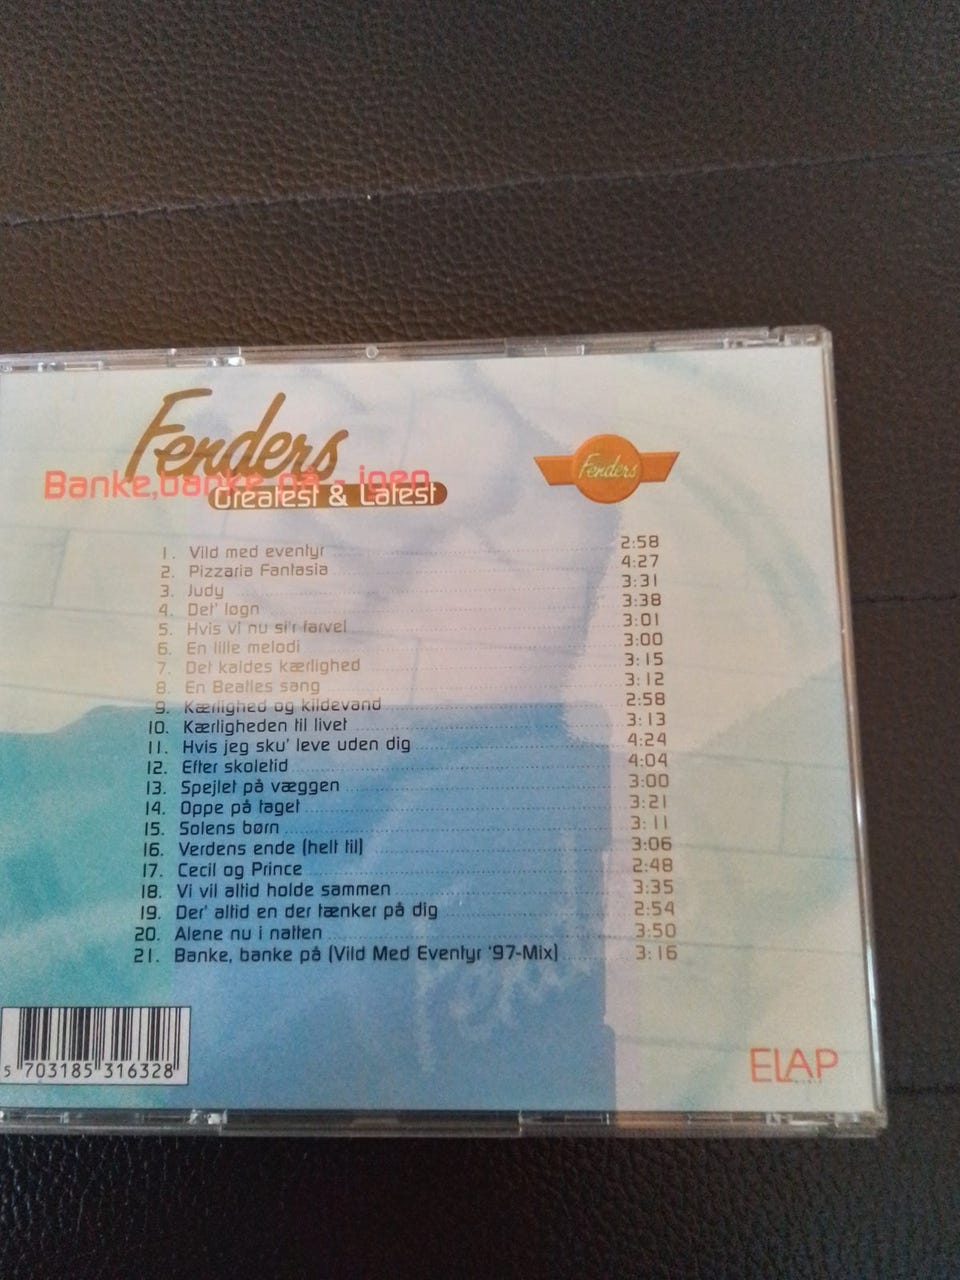 Fenders
Banke, banke på - igen
Greatest & Latest
Fenders
1. Vild med eventyr 2:58
2. Pizzaria Fantasia 4:27
3. Judy 3:31
4. Det' løgn 3:38
5. Hvis vi nu si'r farvel 3:01
6. En lille melodi 3:00
7. Det kaldes kærlighed 3:15
8. En Beatles sang 3:12
9. Kærlighed og kildevand 2:58
10. Kærligheden til livet 3:13
11. Hvis jeg sku' leve uden dig 4:24
12. Efter skoletid 4:04
13. Spejlet på væggen 3:00
14. Oppe på taget 3:21
15. Solens børn 3:11
16. Verdens ende (helt til) 3:06
17. Cecil og Prince 2:48
18. Vi vil altid holde sammen 3:35
19. Der' altid en der tænker på dig 2:54
20. Alene nu i natten 3:50
21. Banke, banke på (Vild Med Eventyr '97-Mix) 3:16
5 703185 316328
ELAP